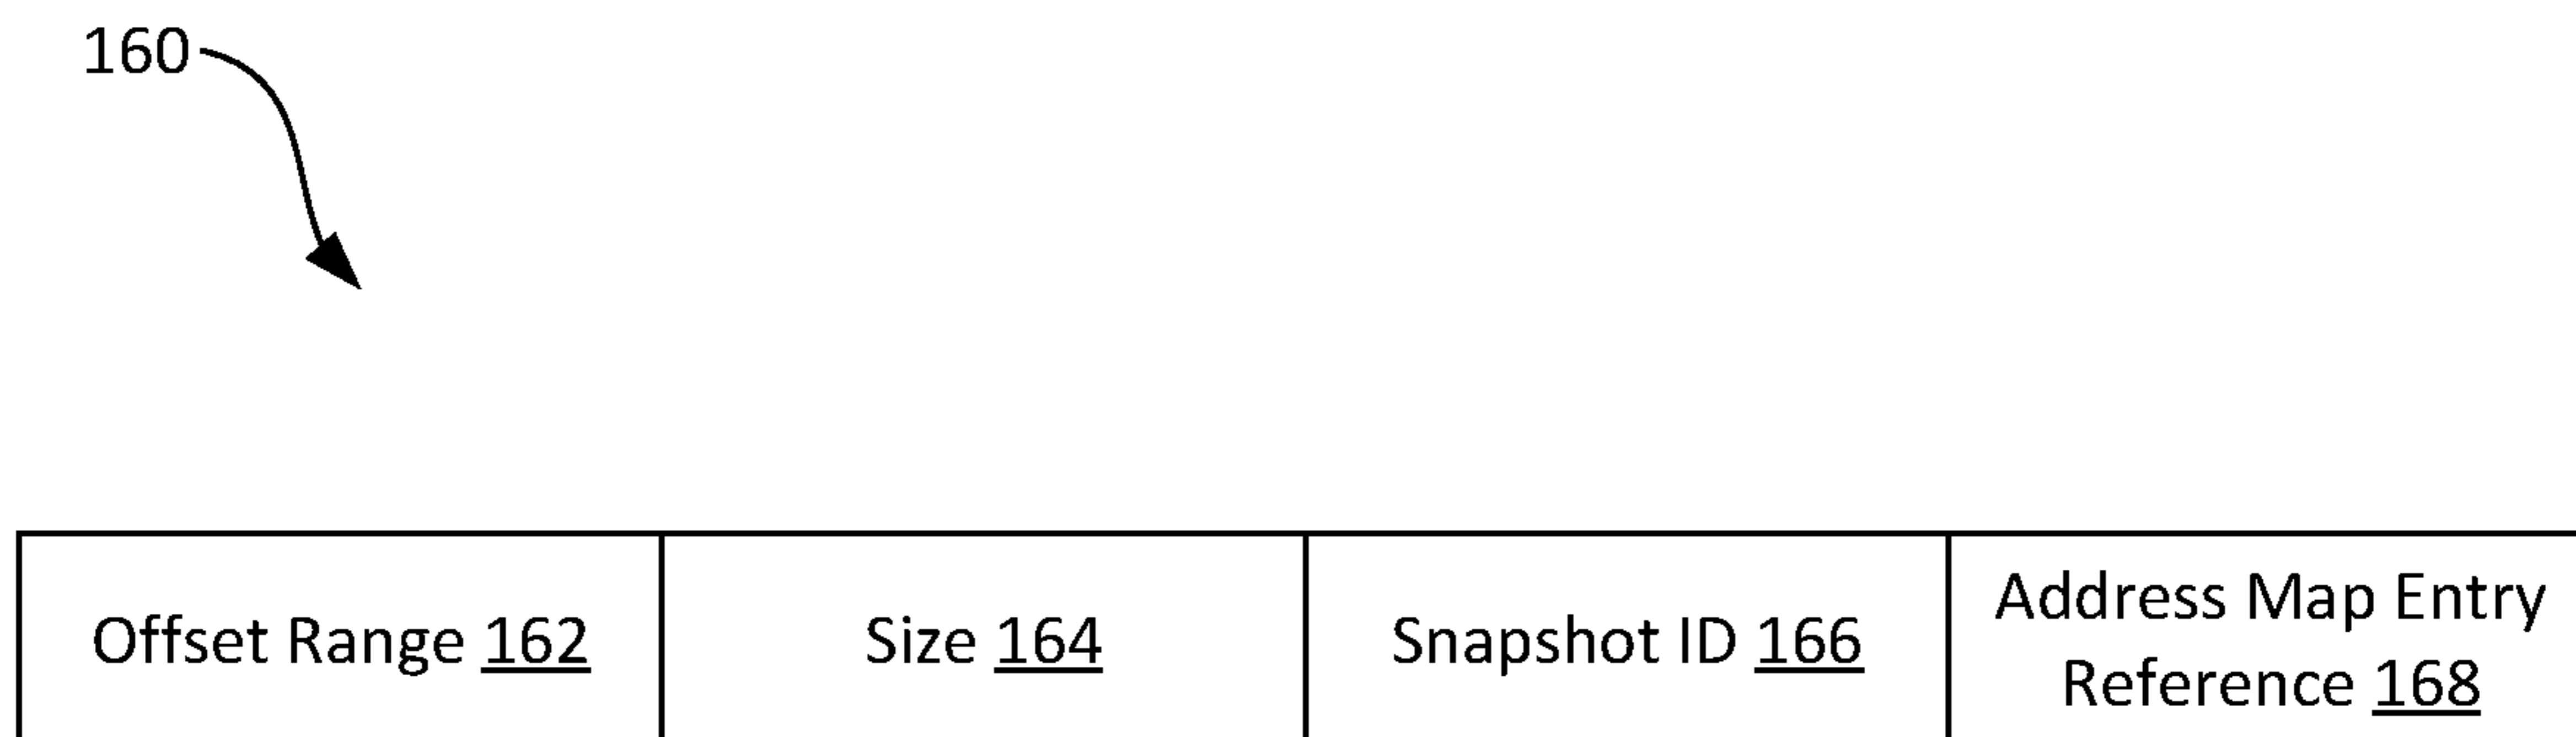 160
Offset Range 162
Size 164
Snapshot ID 166
Address Map Entry
Reference 168